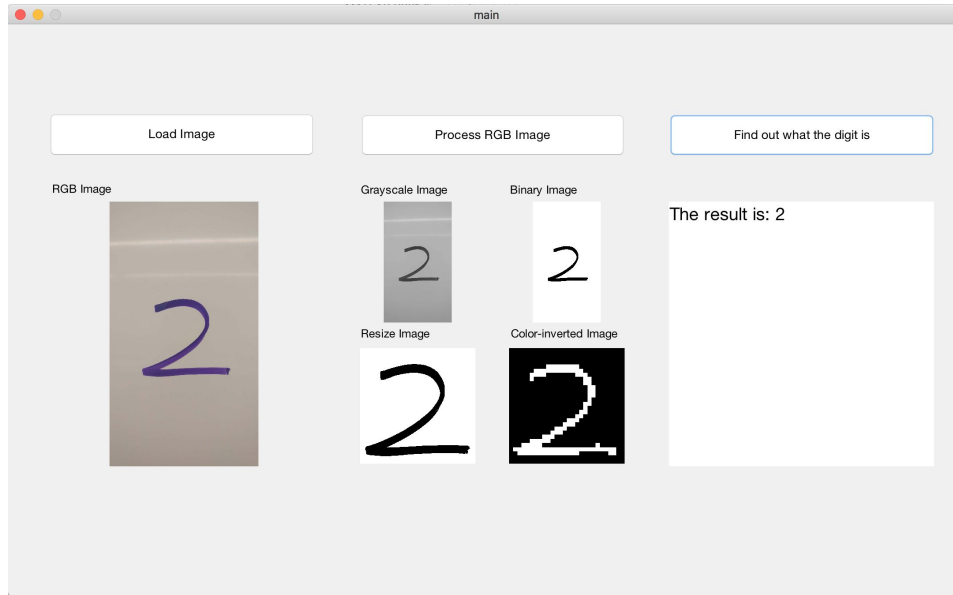 main
Load Image
Process RGB Image
Find out what the digit is
RGB Image
Grayscale Image
Binary Image
The result is: 2
2
2
2
Resize Image
Color-inverted Image
2
2